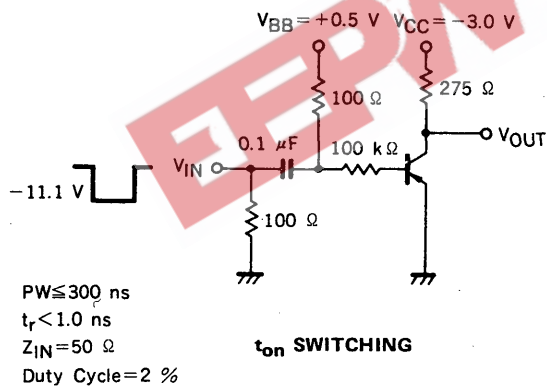 VBB=+0.5 V VCC=−3.0 V
100 Ω
275 Ω
VOUT
0.1 μF
100 kΩ
VIN
−11.1 V
100 Ω
PW≦300 ns
tr<1.0 ns
ZIN=50 Ω
ton SWITCHING
Duty Cycle=2 %
EEPW